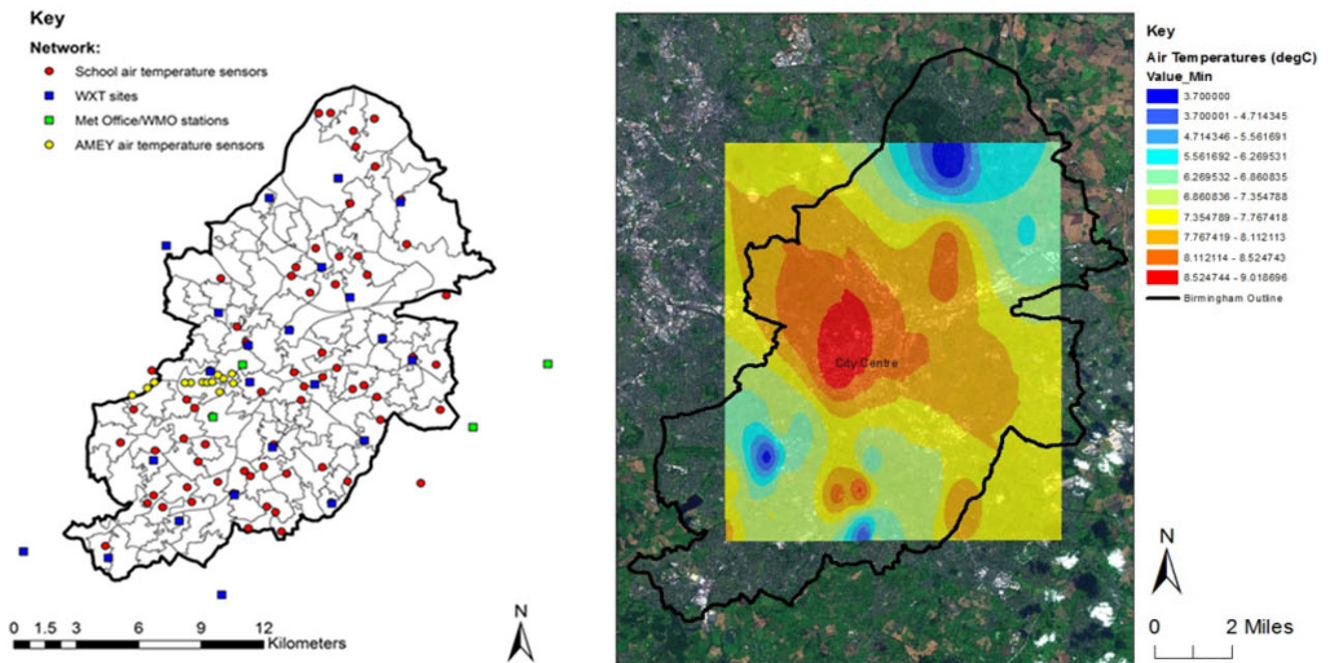 Key
Network:
School air temperature sensors
WXT sites
Met Office/WMO stations
AMEY air temperature sensors
0 1.5 3 6 9 12
Kilometers
N
City Centre
Key
Air Temperatures (degC)
Value_Min
3.700000
3.700001 - 4.714345
4.714346 - 5.561691
5.561692 - 6.269531
6.269532 - 6.860835
6.860836 - 7.354788
7.354789 - 7.767418
7.767419 - 8.112113
8.112114 - 8.524743
8.524744 - 9.018696
Birmingham Outline
N
0 2 Miles